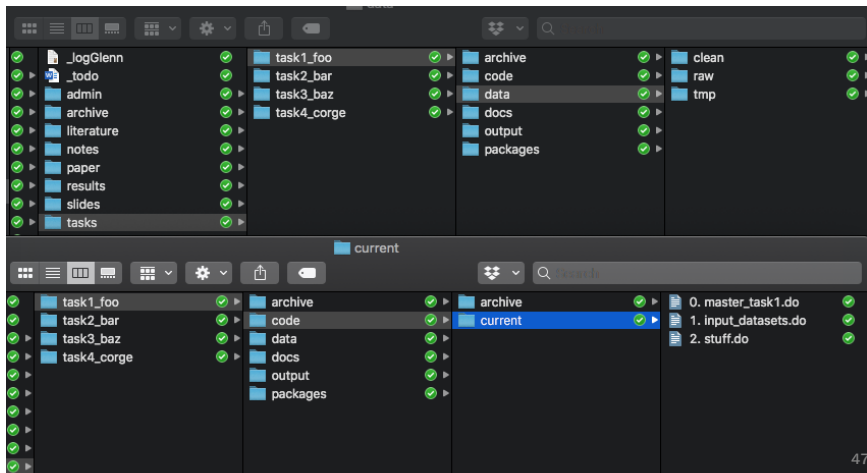 data
_logGlenn task1_foo archive clean
_todo task2_bar code raw
admin task3_baz data tmp
archive task4_corge docs
literature output
notes packages
paper
results
slides
tasks
current
task1_foo archive archive 0. master_task1.do
task2_bar code current 1. input_datasets.do
task3_baz data 2. stuff.do
task4_corge docs
output
packages
47